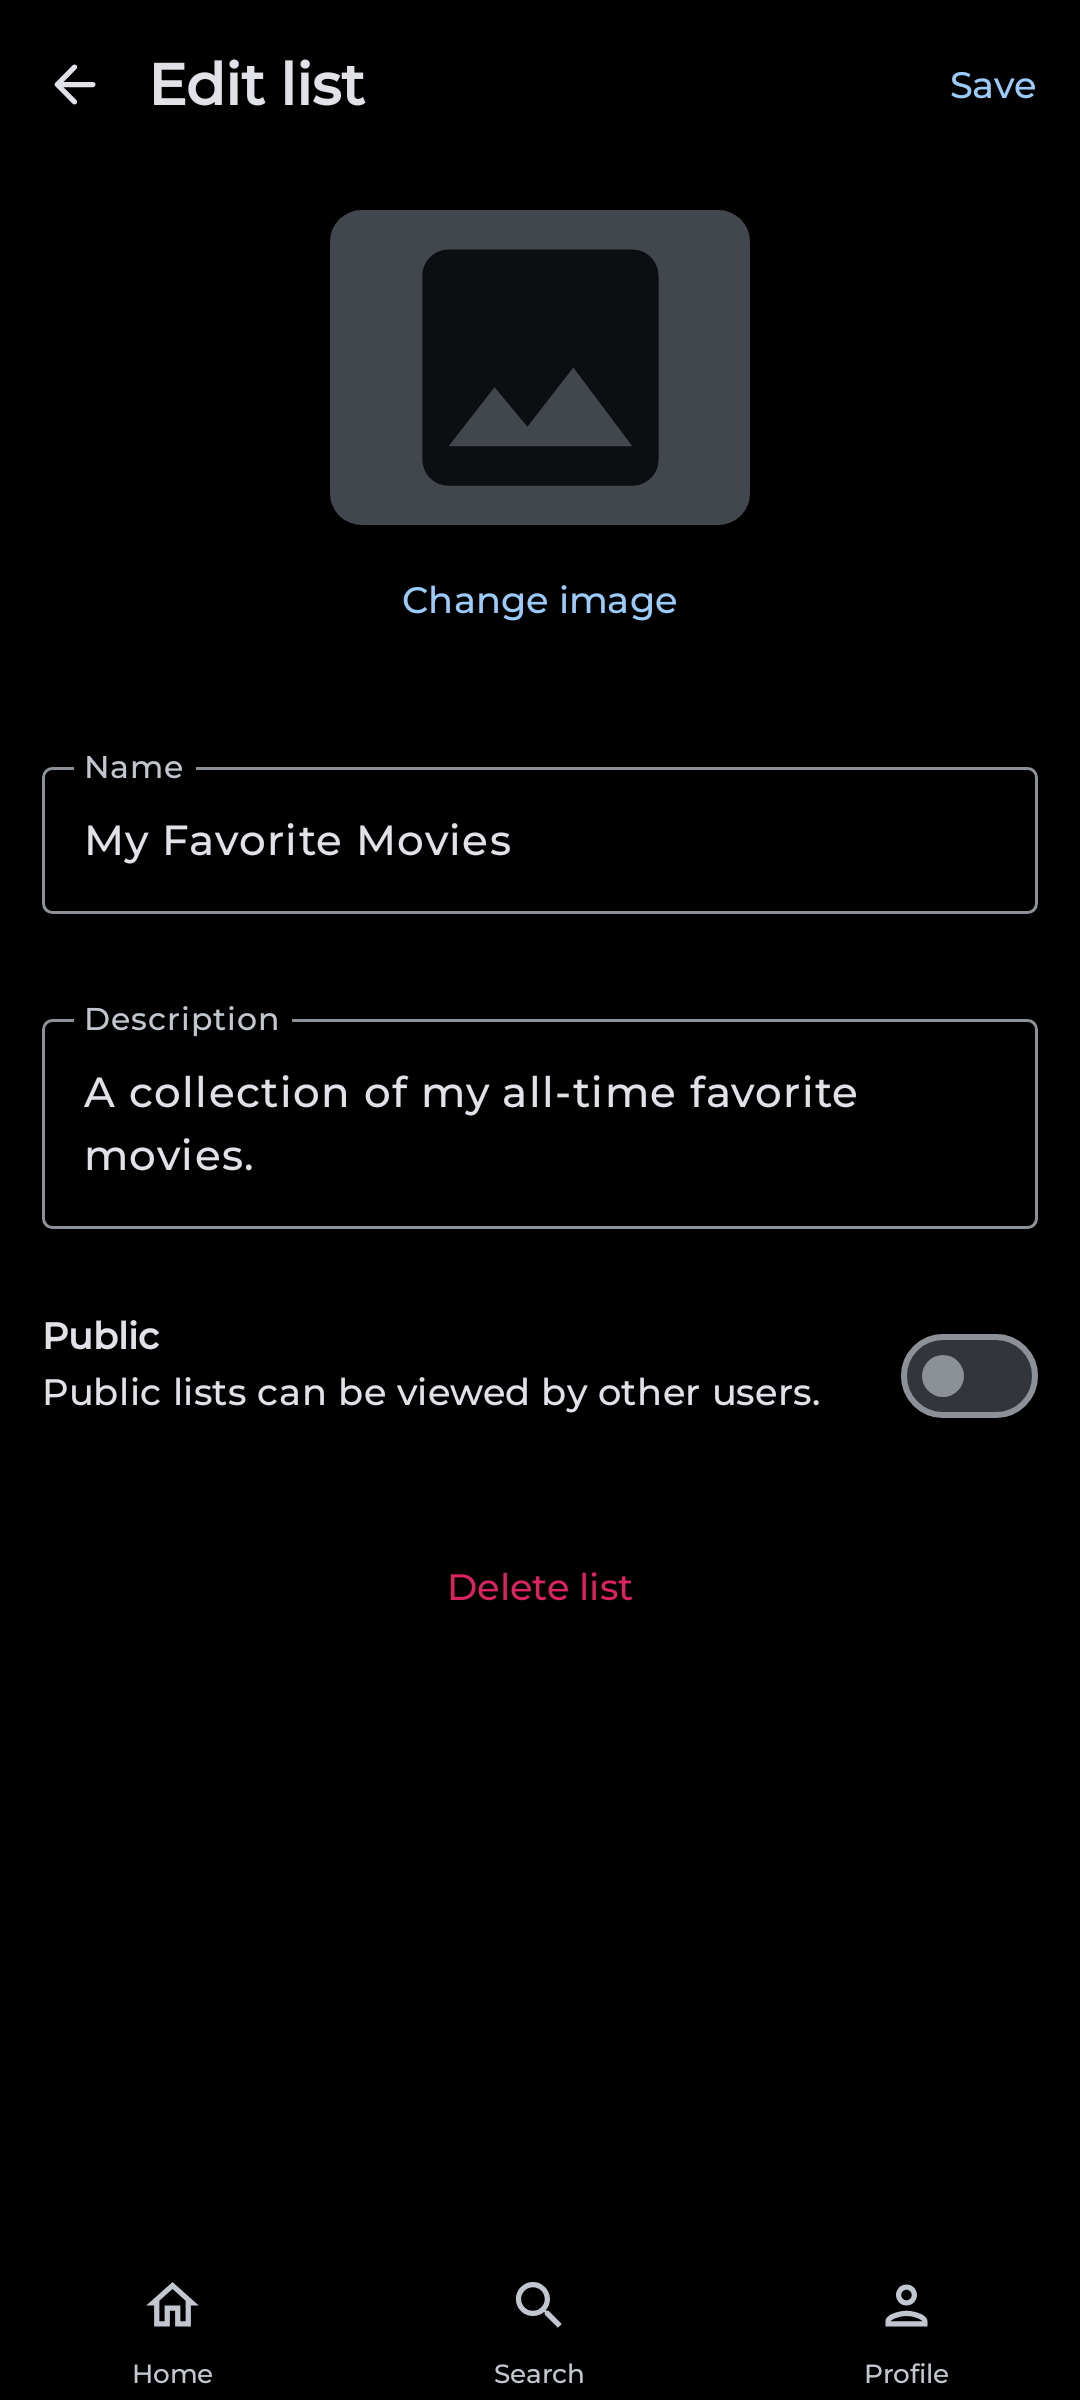 Edit list
Save
Change image
Name
My Favorite Movies
Description
A collection of my all-time favorite
movies.
Public
Public lists can be viewed by other users.
Delete list
Home
Search
Profile